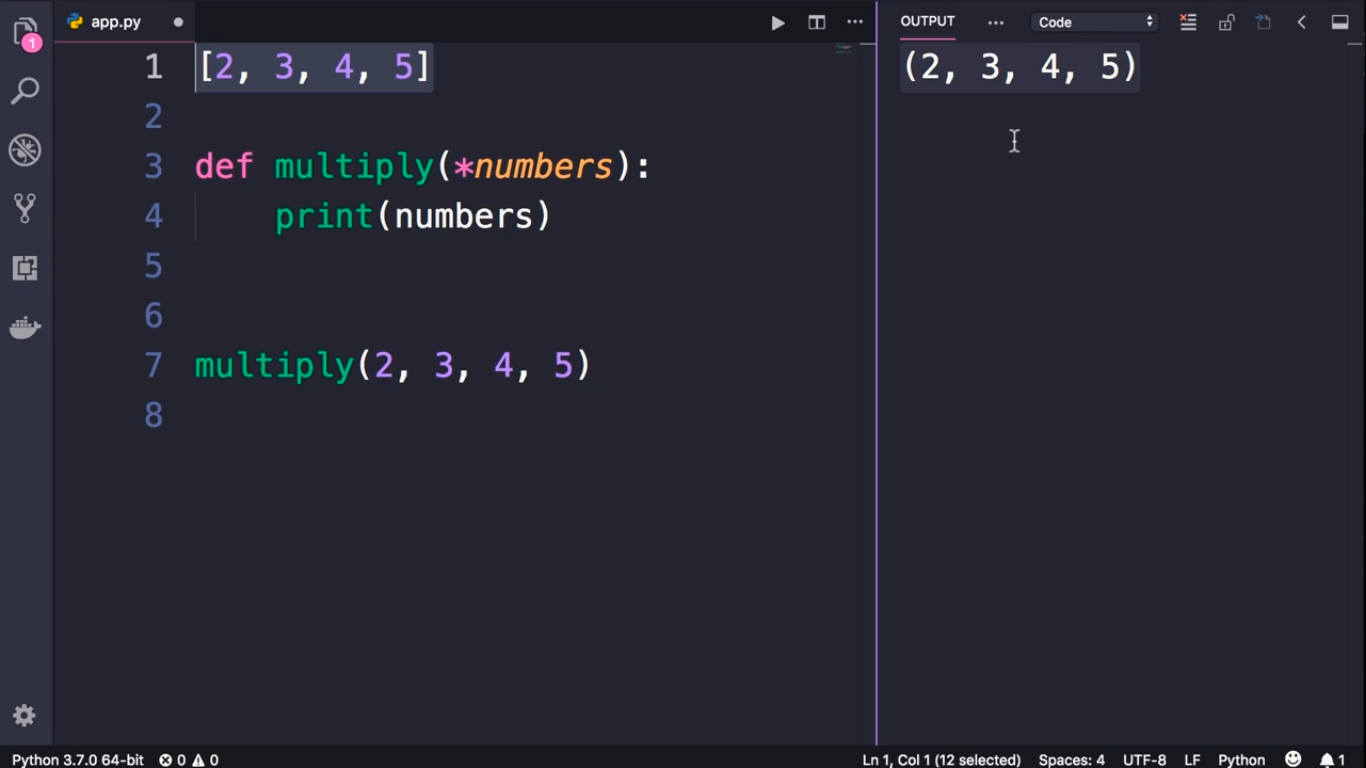 app.py
OUTPUT
Code
1
1 [2, 3, 4, 5]
2
3 def multiply(*numbers):
4     print(numbers)
5
6
7 multiply(2, 3, 4, 5)
8
(2, 3, 4, 5)
Python 3.7.0 64-bit 0 0 Ln 1, Col 1 (12 selected) Spaces: 4 UTF-8 LF Python 1